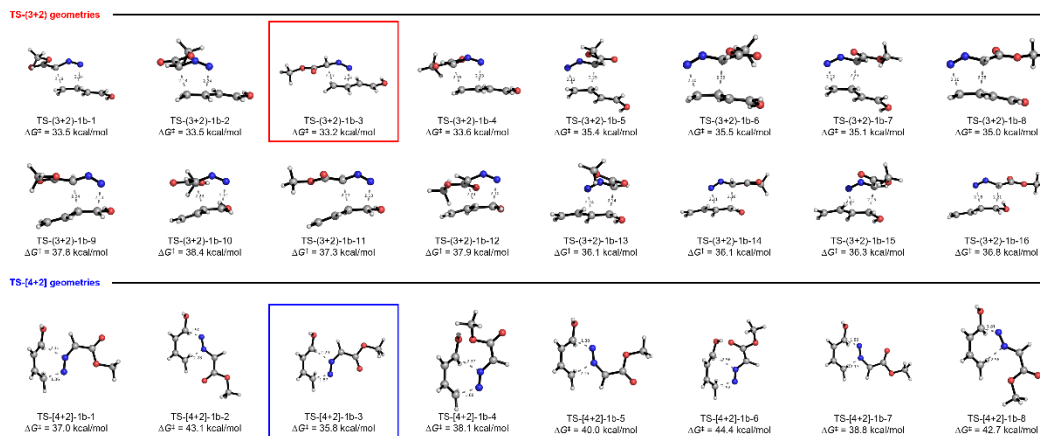 TS-(3+2) geometries
TS-(3+2)-1b-1 TS-(3+2)-1b-2 TS-(3+2)-1b-3 TS-(3+2)-1b-4 TS-(3+2)-1b-5 TS-(3+2)-1b-6 TS-(3+2)-1b-7 TS-(3+2)-1b-8
ΔG‡ = 33.5 kcal/mol ΔG‡ = 33.5 kcal/mol ΔG‡ = 33.2 kcal/mol ΔG‡ = 33.6 kcal/mol ΔG‡ = 35.4 kcal/mol ΔG‡ = 35.5 kcal/mol ΔG‡ = 35.1 kcal/mol ΔG‡ = 35.0 kcal/mol
TS-(3+2)-1b-9 TS-(3+2)-1b-10 TS-(3+2)-1b-11 TS-(3+2)-1b-12 TS-(3+2)-1b-13 TS-(3+2)-1b-14 TS-(3+2)-1b-15 TS-(3+2)-1b-16
ΔG‡ = 37.8 kcal/mol ΔG‡ = 38.4 kcal/mol ΔG‡ = 37.3 kcal/mol ΔG‡ = 37.9 kcal/mol ΔG‡ = 36.1 kcal/mol ΔG‡ = 36.1 kcal/mol ΔG‡ = 36.3 kcal/mol ΔG‡ = 36.8 kcal/mol
TS-[4+2] geometries
TS-[4+2]-1b-1 TS-[4+2]-1b-2 TS-[4+2]-1b-3 TS-[4+2]-1b-4 TS-[4+2]-1b-5 TS-[4+2]-1b-6 TS-[4+2]-1b-7 TS-[4+2]-1b-8
ΔG‡ = 37.0 kcal/mol ΔG‡ = 43.1 kcal/mol ΔG‡ = 35.8 kcal/mol ΔG‡ = 38.1 kcal/mol ΔG‡ = 40.0 kcal/mol ΔG‡ = 44.4 kcal/mol ΔG‡ = 38.8 kcal/mol ΔG‡ = 42.7 kcal/mol